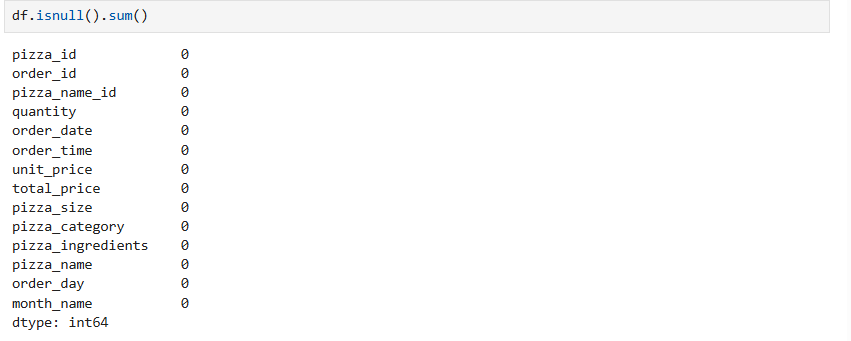 df.isnull().sum()
pizza_id 0
order_id 0
pizza_name_id 0
quantity 0
order_date 0
order_time 0
unit_price 0
total_price 0
pizza_size 0
pizza_category 0
pizza_ingredients 0
pizza_name 0
order_day 0
month_name 0
dtype: int64